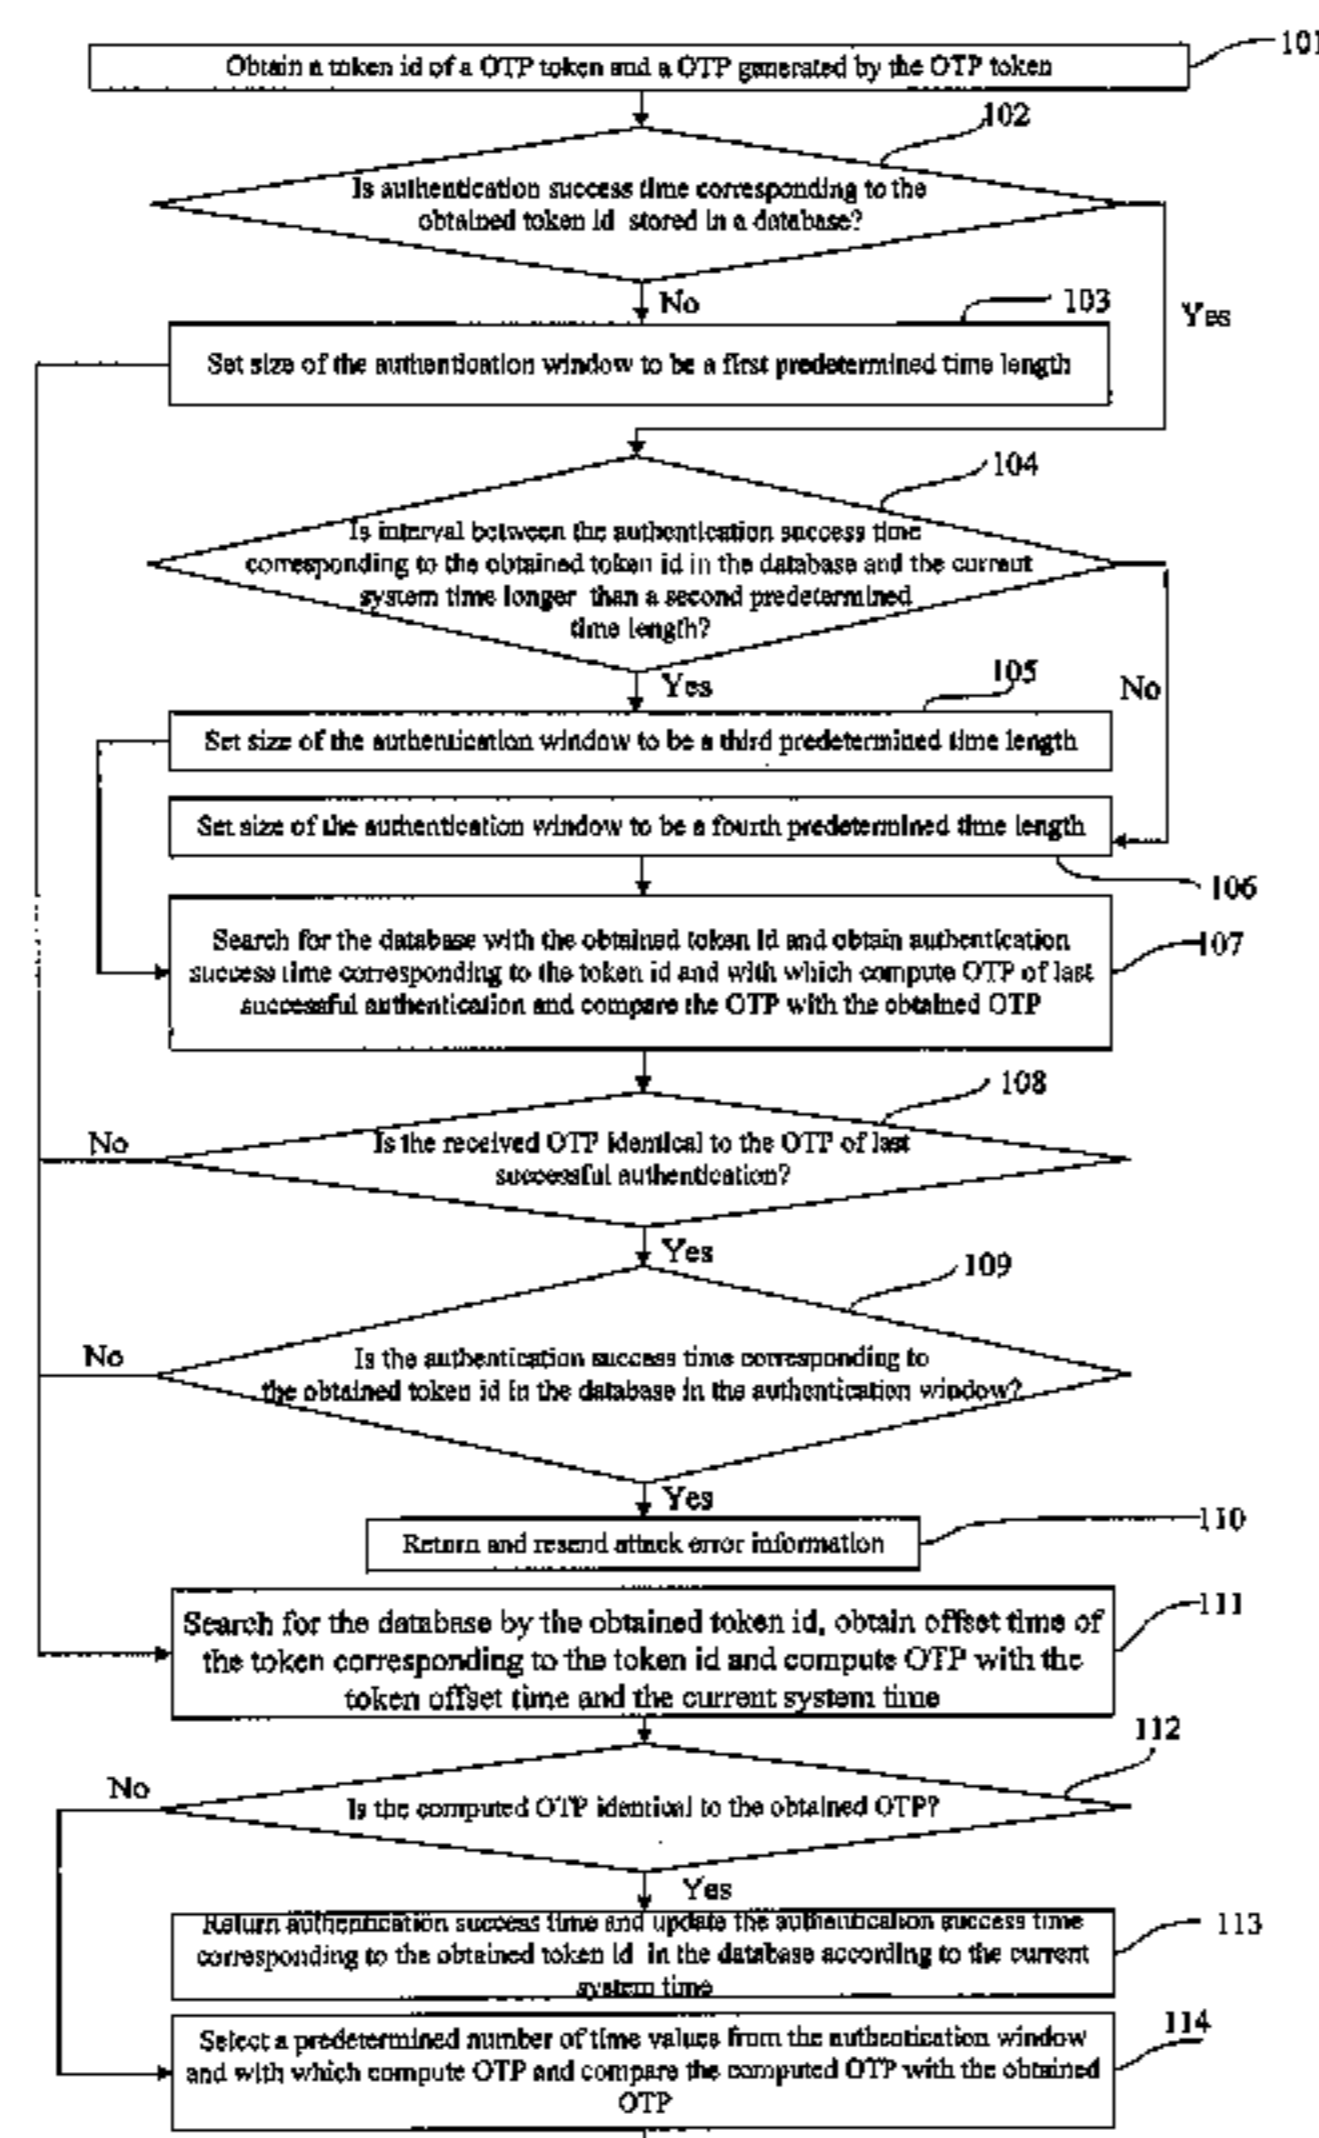 Obtain a token id of a OTP token and a OTP generated by the OTP token
101
102
Is authentication success time corresponding to the
obtained token id stored in a database?
No
103
Yes
Set size of the authentication window to be a first predetermined time length
104
Is interval between the authentication success time
corresponding to the obtained token id in the database and the current
system time longer than a second predetermined
time length?
Yes
105
No
Set size of the authentication window to be a third predetermined time length
Set size of the authentication window to be a fourth predetermined time length
106
Search for the database with the obtained token id and obtain authentication
success time corresponding to the token id and with which compute OTP of last
successful authentication and compare the OTP with the obtained OTP
107
108
No
Is the received OTP identical to the OTP of last
successful authentication?
Yes
109
No
Is the authentication success time corresponding to
the obtained token id in the database in the authentication window?
Yes
110
Return and resend attack error information
111
Search for the database by the obtained token id, obtain offset time of
the token corresponding to the token id and compute OTP with the
token offset time and the current system time
112
No
Is the computed OTP identical to the obtained OTP?
Yes
Return authentication success time and update the authentication success time
corresponding to the obtained token id in the database according to the current
system time
113
114
Select a predetermined number of time values from the authentication window
and with which compute OTP and compare the computed OTP with the obtained
OTP